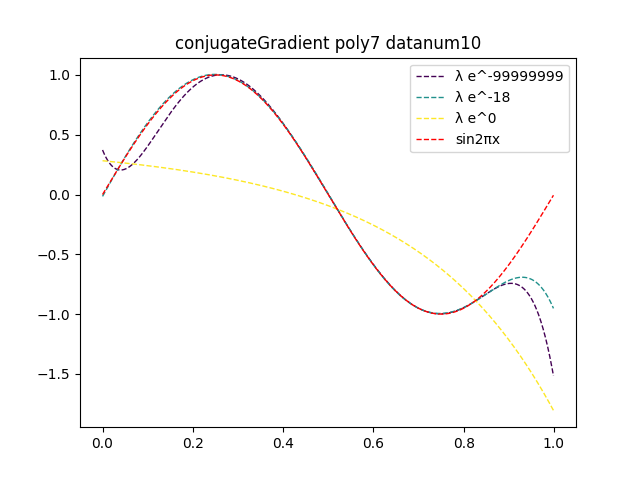 conjugateGradient poly7 datanum10
λ e^-99999999
λ e^-18
λ e^0
sin2πx
1.0
0.5
0.0
−0.5
−1.0
−1.5
0.0 0.2 0.4 0.6 0.8 1.0